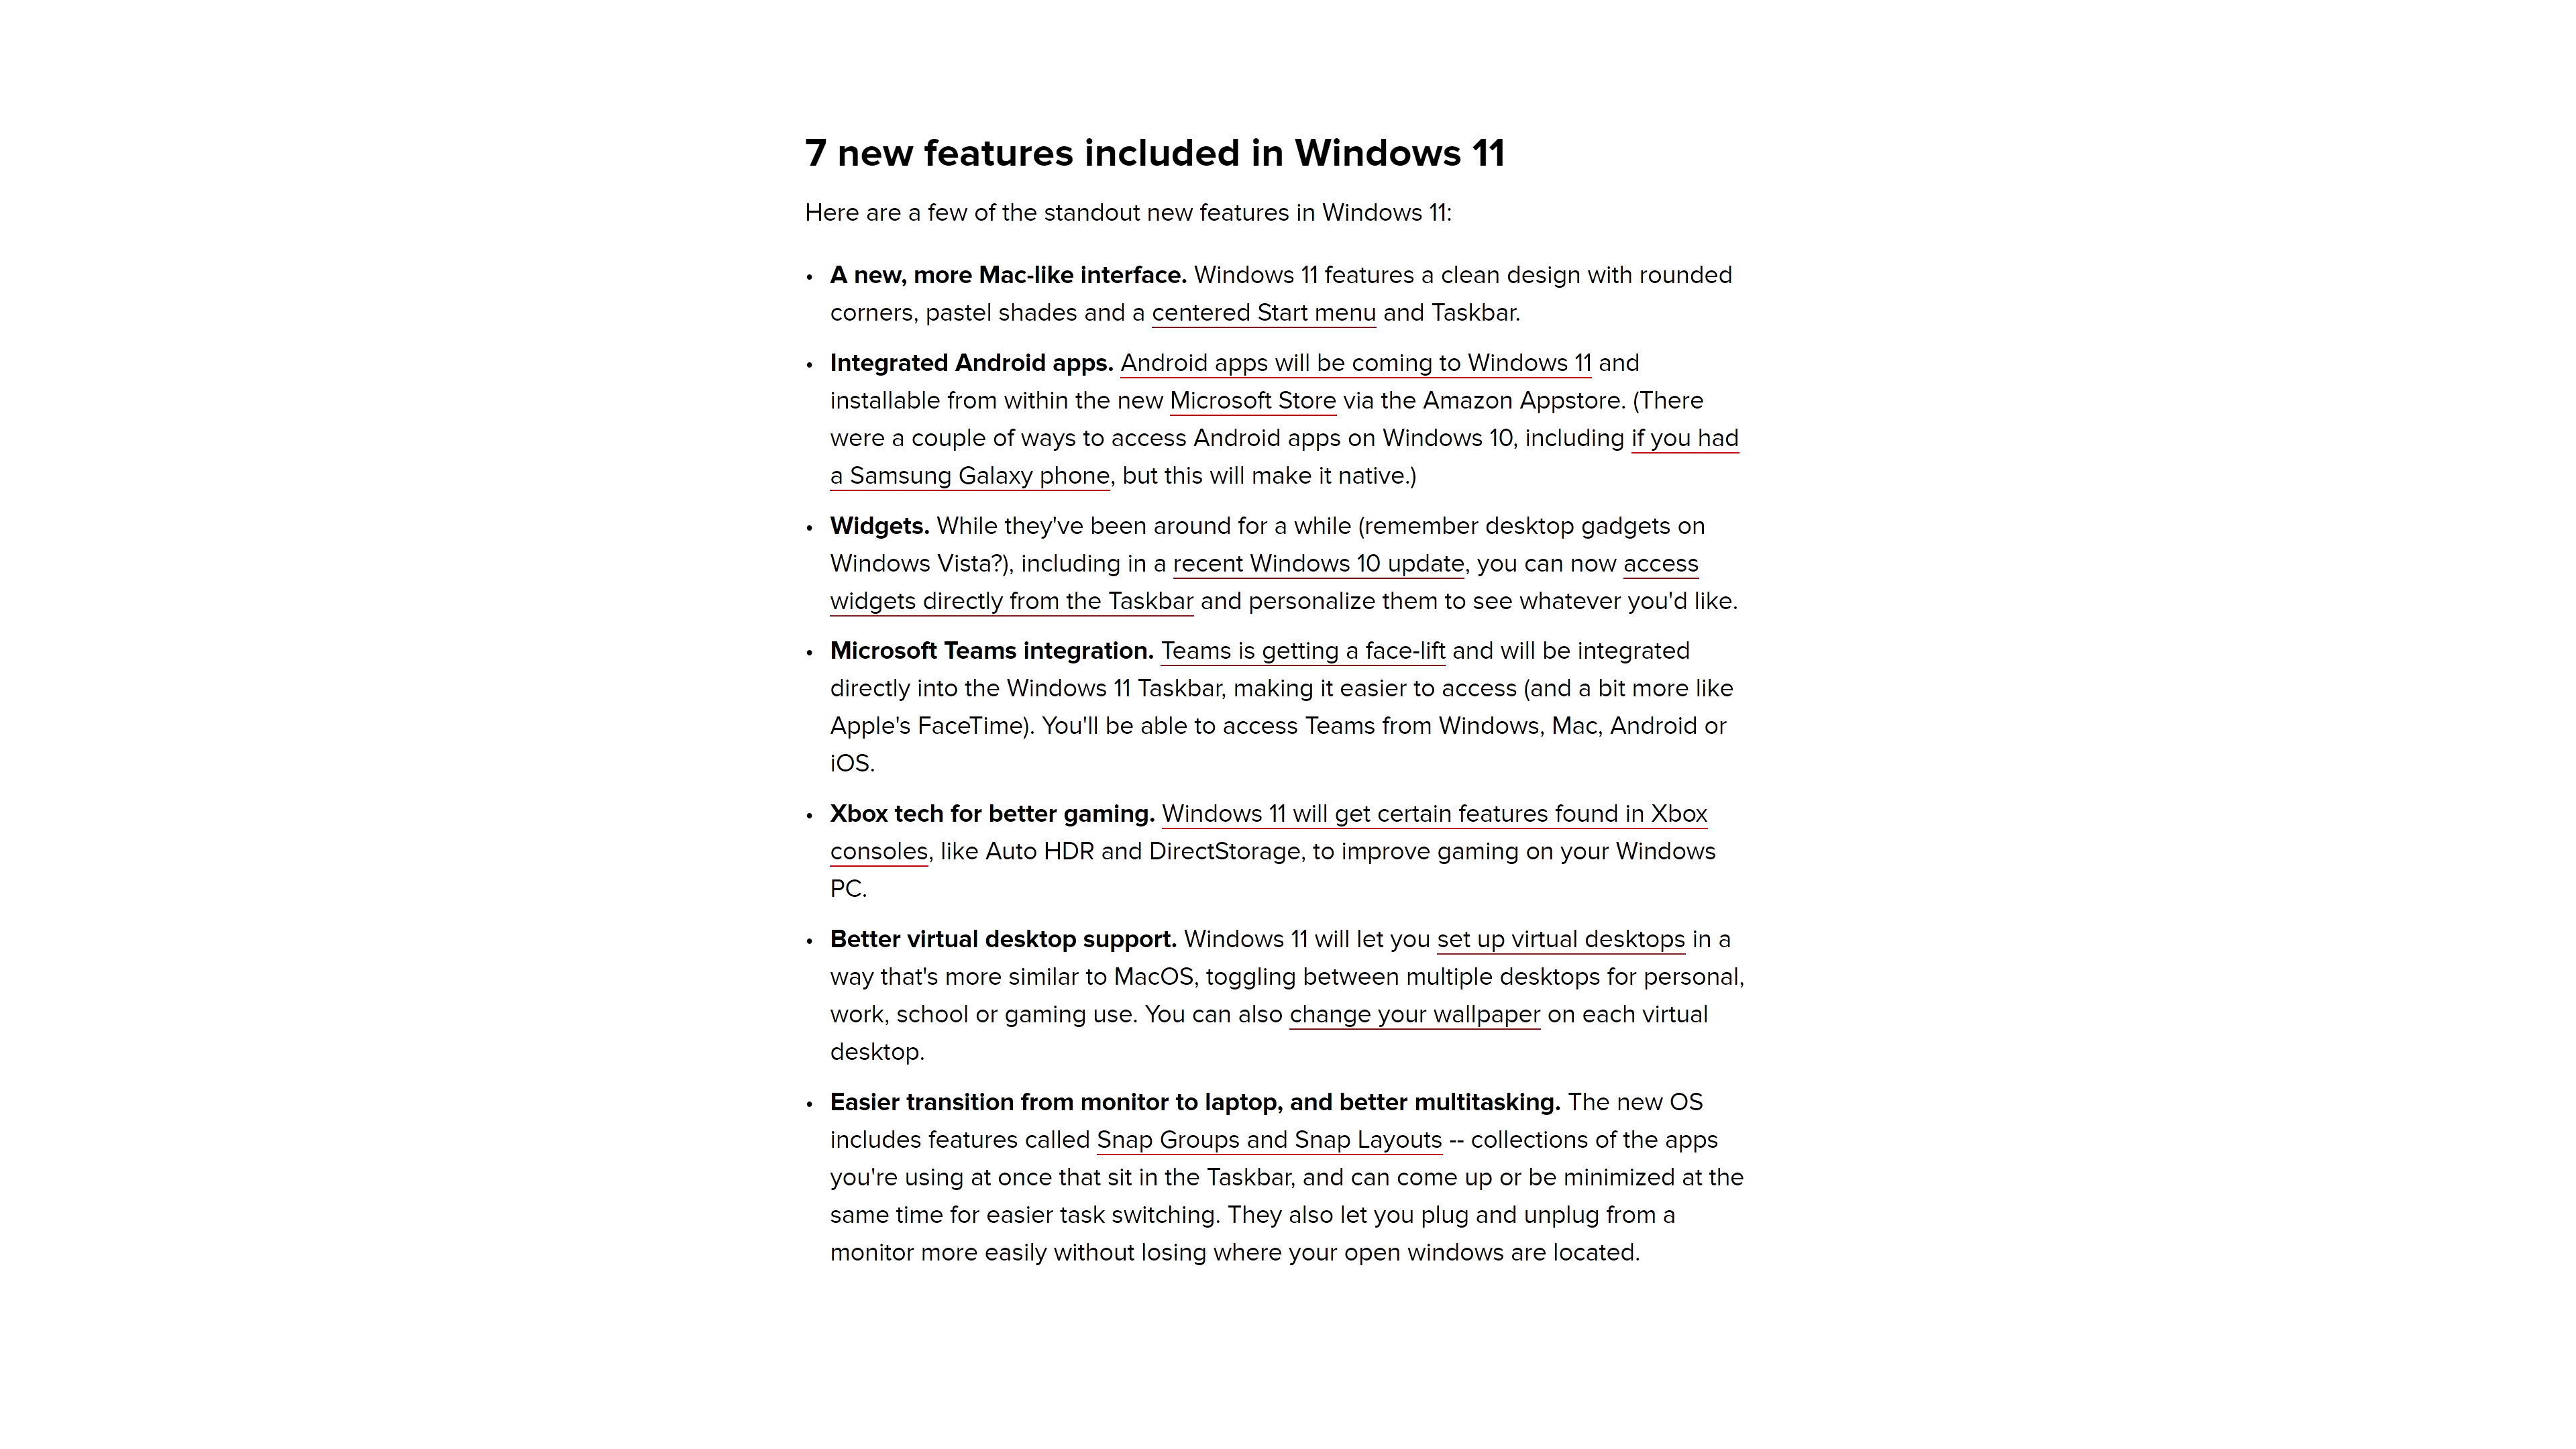 7 new features included in Windows 11
Here are a few of the standout new features in Windows 11:
• A new, more Mac-like interface. Windows 11 features a clean design with rounded
corners, pastel shades and a centered Start menu and Taskbar.
• Integrated Android apps. Android apps will be coming to Windows 11 and
installable from within the new Microsoft Store via the Amazon Appstore. (There
were a couple of ways to access Android apps on Windows 10, including if you had
a Samsung Galaxy phone, but this will make it native.)
• Widgets. While they've been around for a while (remember desktop gadgets on
Windows Vista?), including in a recent Windows 10 update, you can now access
widgets directly from the Taskbar and personalize them to see whatever you'd like.
• Microsoft Teams integration. Teams is getting a face-lift and will be integrated
directly into the Windows 11 Taskbar, making it easier to access (and a bit more like
Apple's FaceTime). You'll be able to access Teams from Windows, Mac, Android or
iOS.
• Xbox tech for better gaming. Windows 11 will get certain features found in Xbox
consoles, like Auto HDR and DirectStorage, to improve gaming on your Windows
PC.
• Better virtual desktop support. Windows 11 will let you set up virtual desktops in a
way that's more similar to MacOS, toggling between multiple desktops for personal,
work, school or gaming use. You can also change your wallpaper on each virtual
desktop.
• Easier transition from monitor to laptop, and better multitasking. The new OS
includes features called Snap Groups and Snap Layouts -- collections of the apps
you're using at once that sit in the Taskbar, and can come up or be minimized at the
same time for easier task switching. They also let you plug and unplug from a
monitor more easily without losing where your open windows are located.